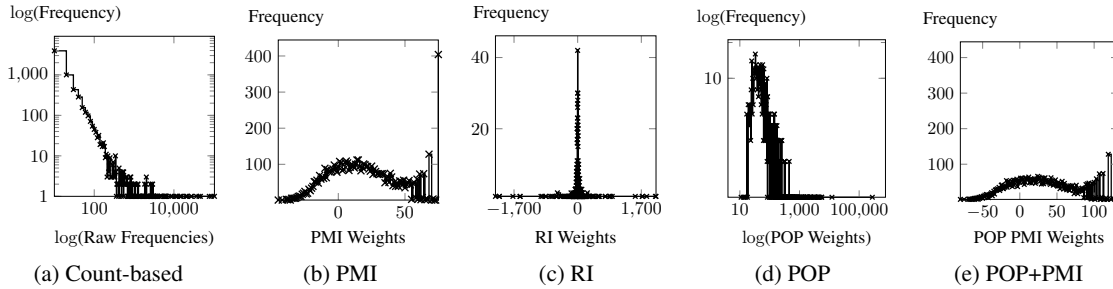 log(Frequency)
1,000
100
10
1
100
10,000
log(Raw Frequencies)
(a) Count-based
Frequency
400
300
200
100
0
50
PMI Weights
(b) PMI
Frequency
40
20
−1,700
0
1,700
RI Weights
(c) RI
log(Frequency)
10
10
1,000
100,000
log(POP Weights)
(d) POP
Frequency
400
300
200
100
−50
0
50
100
POP PMI Weights
(e) POP+PMI